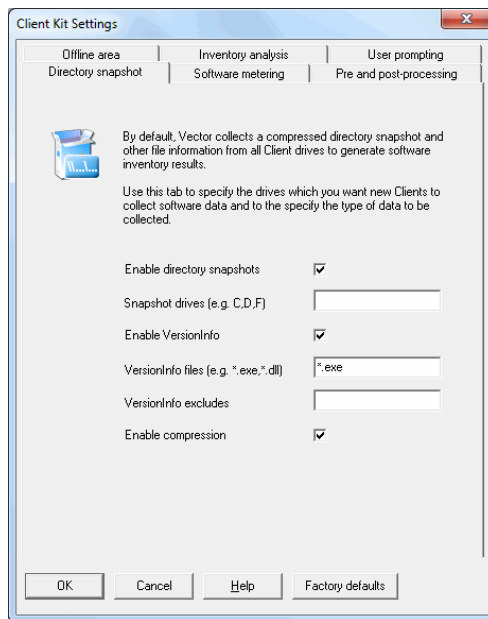 Client Kit Settings
Offline area
Inventory analysis
User prompting
Directory snapshot
Software metering
Pre and post-processing
\\...\...
By default, Vector collects a compressed directory snapshot and
other file information from all Client drives to generate software
inventory results.
Use this tab to specify the drives which you want new Clients to
collect software data and to the specify the type of data to be
collected.
Enable directory snapshots
Snapshot drives (e.g. C,D,F)
Enable VersionInfo
VersionInfo files (e.g. *.exe,*.dll)
*.exe
VersionInfo excludes
Enable compression
OK
Cancel
Help
Factory defaults